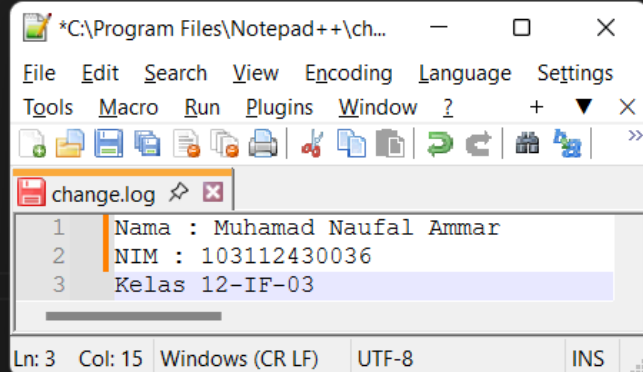 *C:\Program Files\Notepad++\ch...
File Edit Search View Encoding Language Settings
Tools Macro Run Plugins Window ? + ▼ X
change.log
1 Nama : Muhamad Naufal Ammar
2 NIM : 103112430036
3 Kelas 12-IF-03
Ln: 3 Col: 15 Windows (CR LF) UTF-8 INS